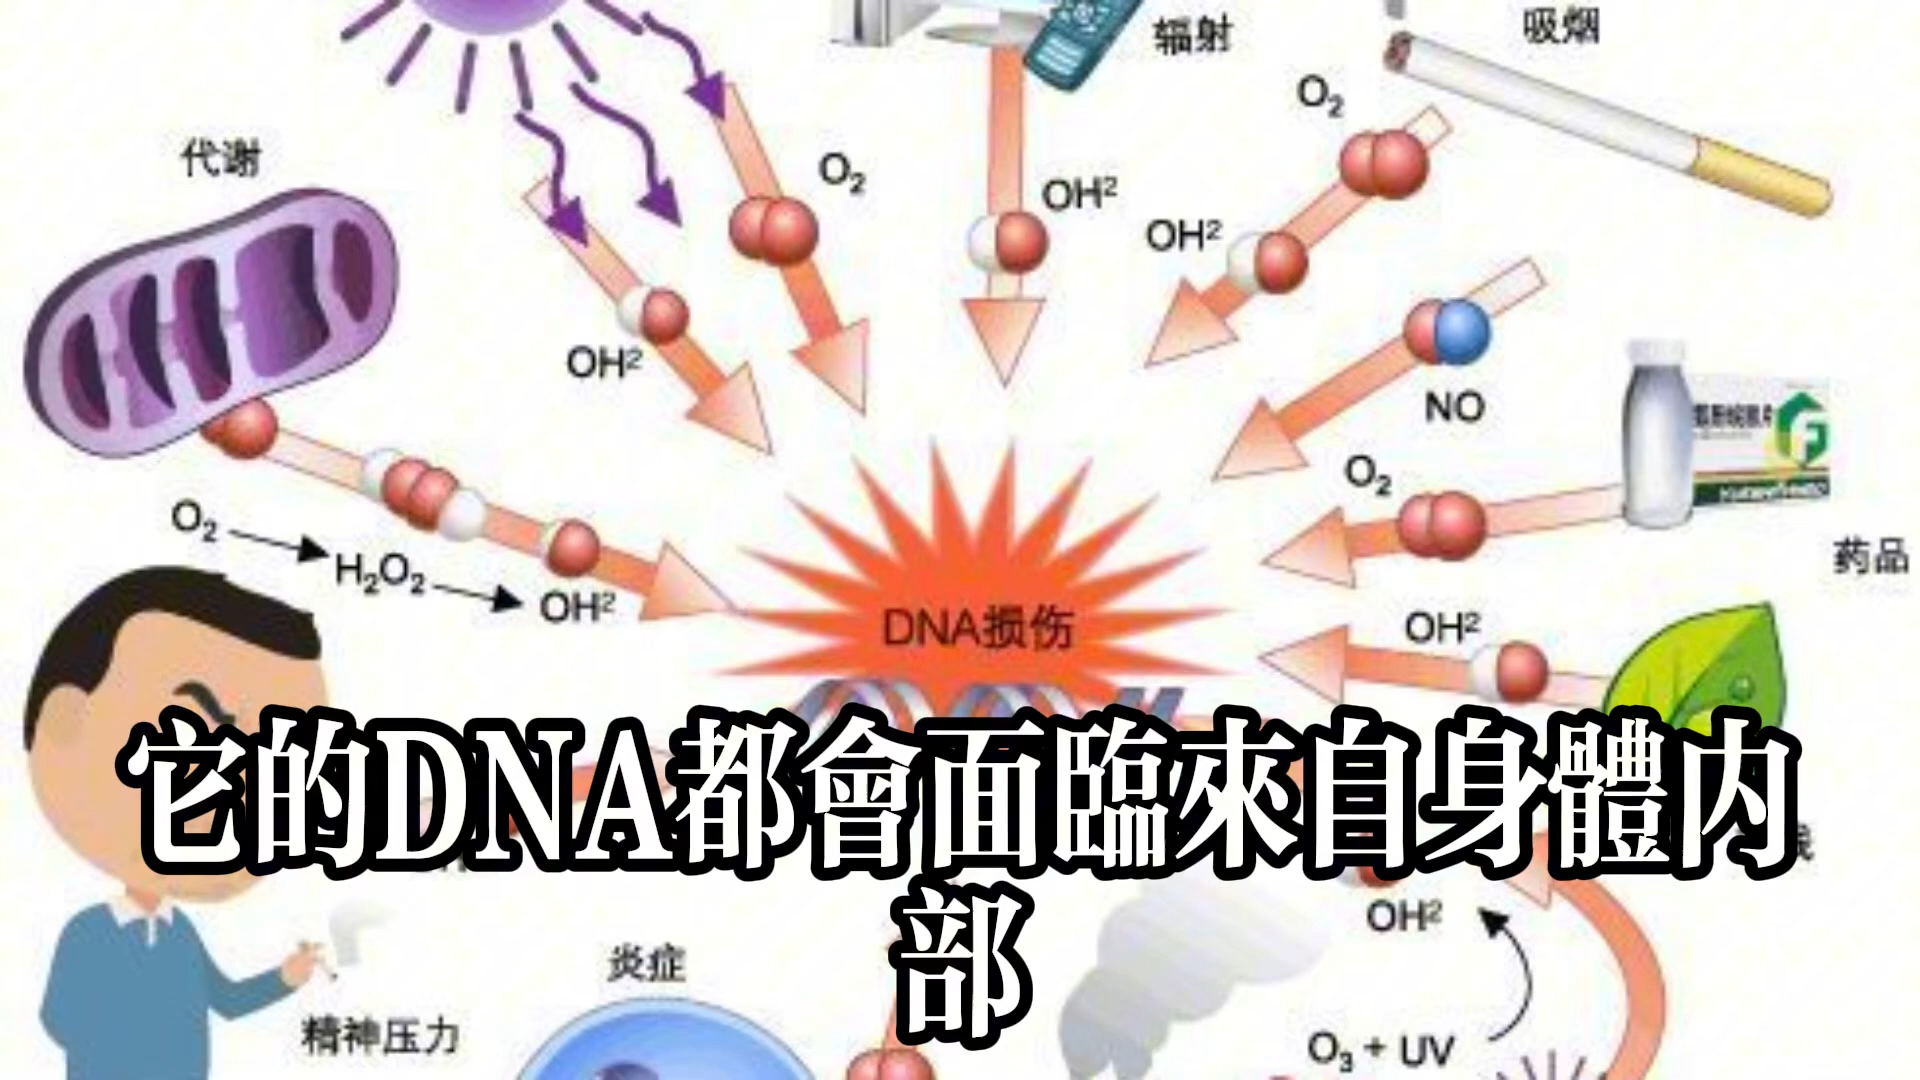 辐射
吸烟
O₂
代谢
O₂
OH²
OH²
OH²
NO
O₂
O₂
H₂O₂
OH²
药品
DNA损伤
OH²
它的DNA都會面臨來自身體內
部
OH²
炎症
精神压力
O₃ + UV